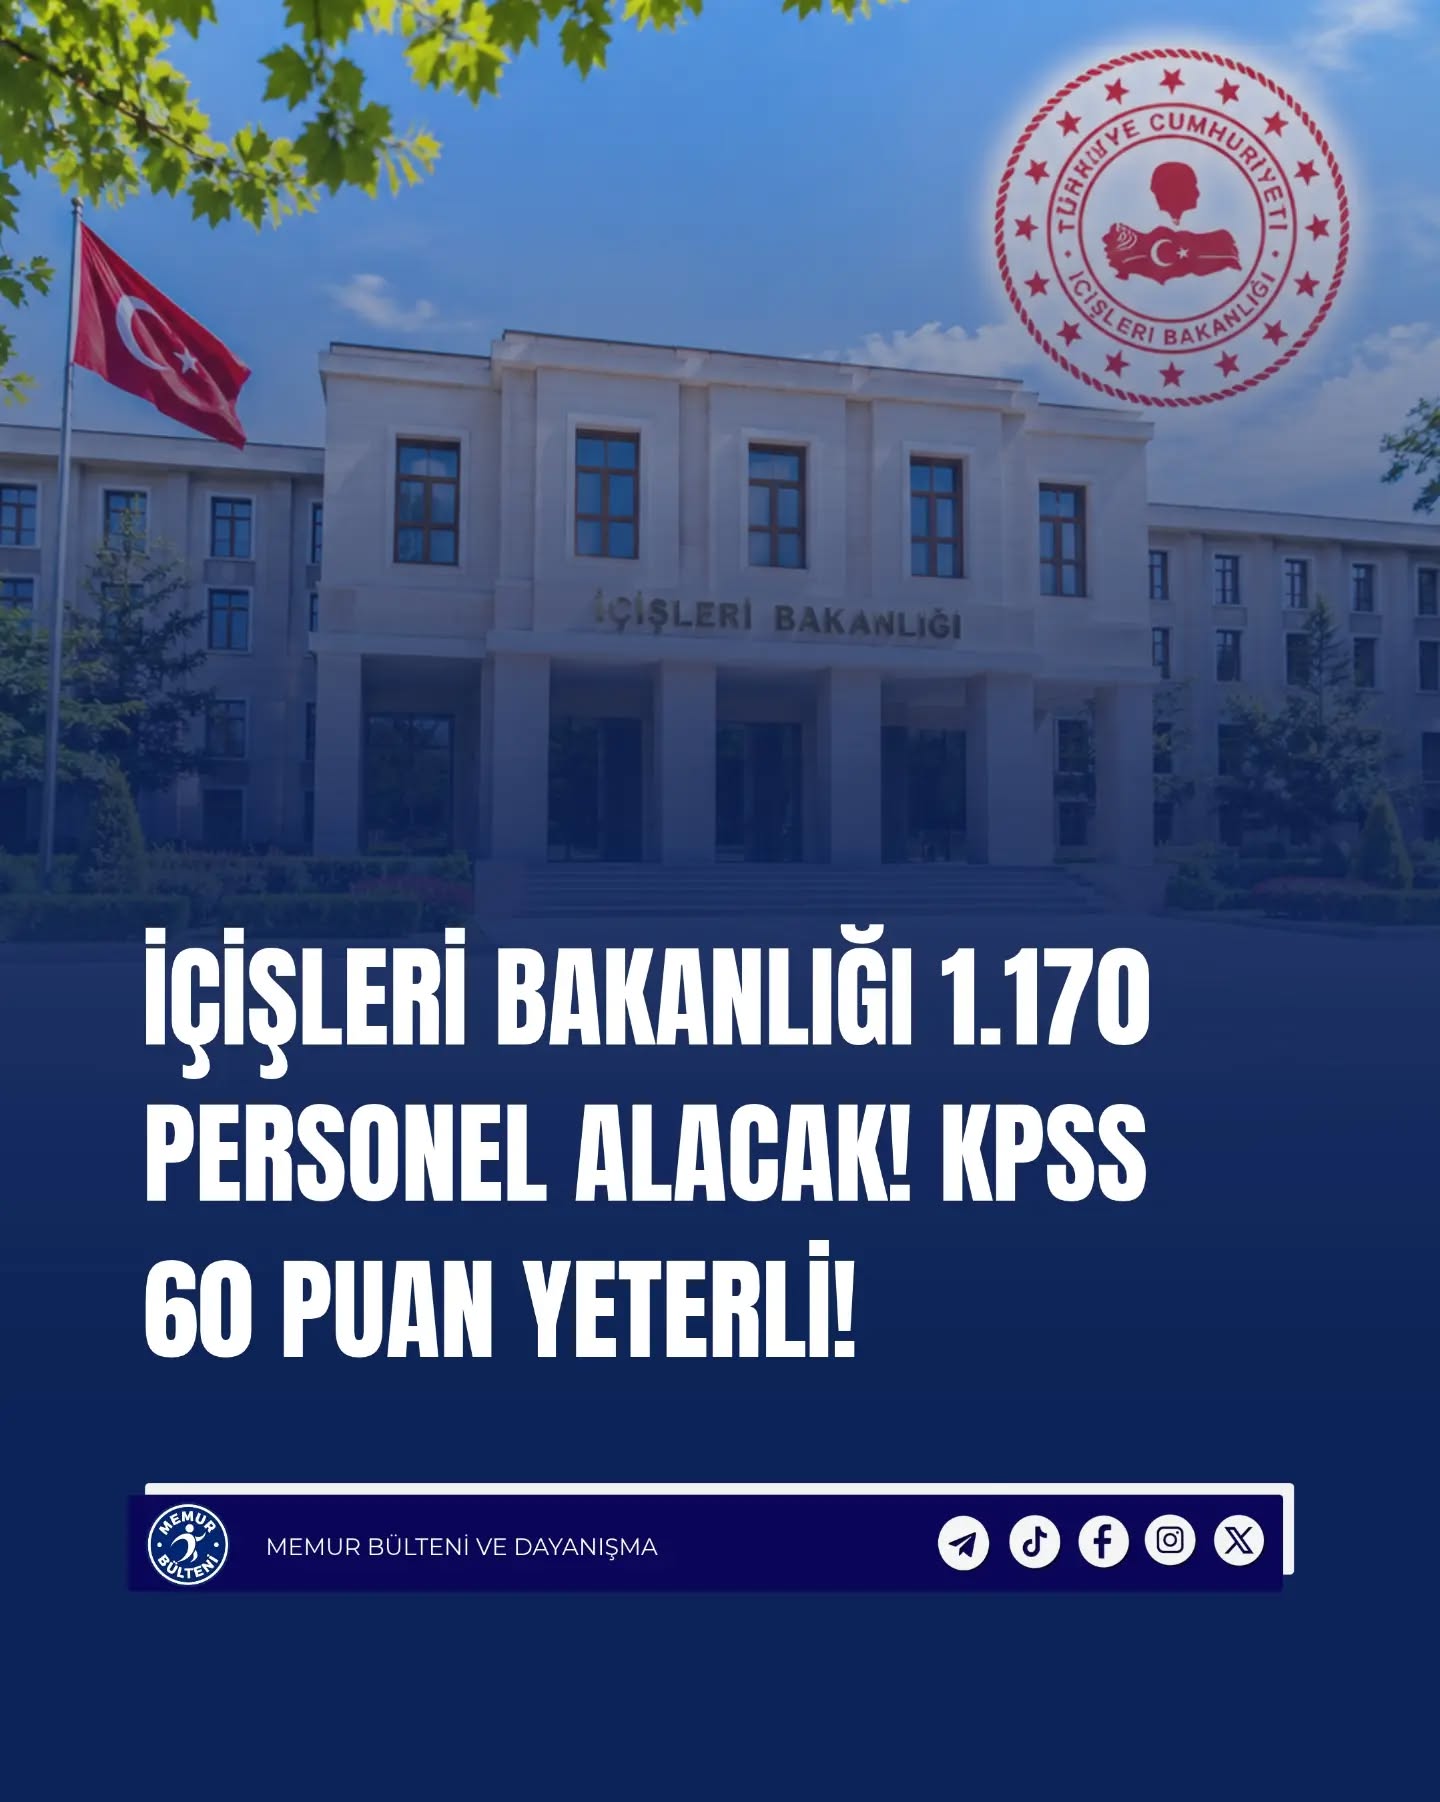 TÜRKİYE CUMHURİYETİ
İÇİŞLERİ BAKANLIĞI
İÇİŞLERİ BAKANLIĞI
İÇİŞLERİ BAKANLIĞI 1.170
PERSONEL ALACAK! KPSS
60 PUAN YETERLİ!
MEMUR
BÜLTENİ
MEMUR BÜLTENİ VE DAYANIŞMA